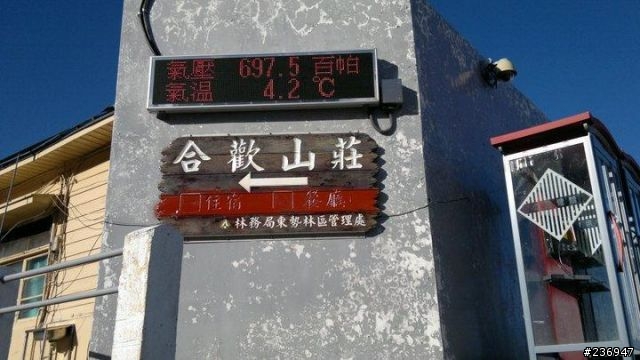 氣壓 697.5 百帕
氣溫 4.2 ℃
合歡山莊
住宿 餐廳
林務局東勢林區管理處
#236947